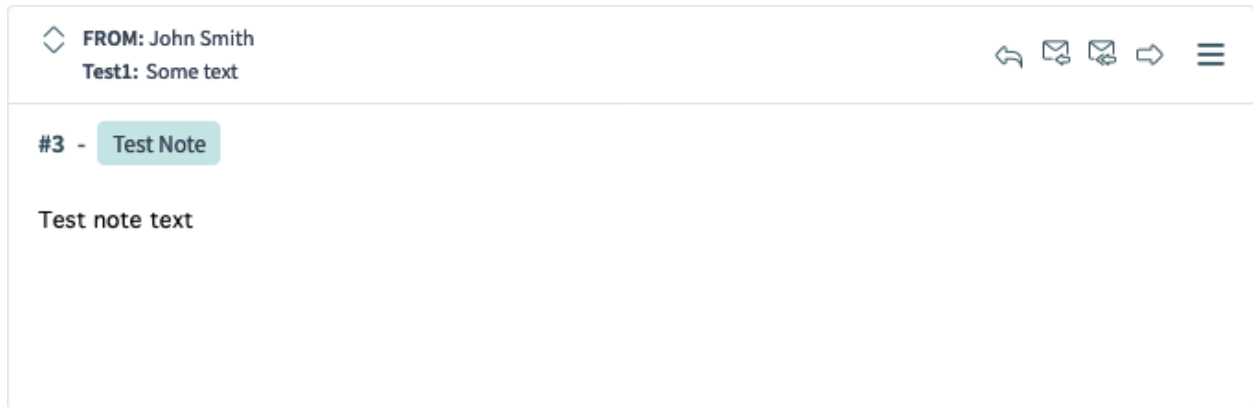 FROM: John Smith
Test1: Some text
#3 - Test Note
Test note text